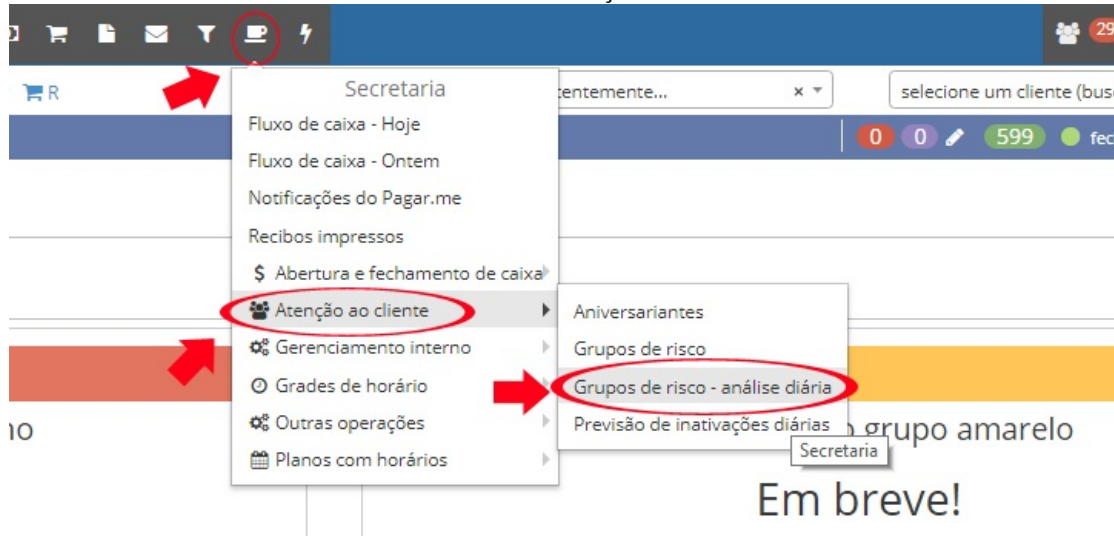 29
R
Secretaria
entemente...
selecione um cliente (bus
Fluxo de caixa - Hoje
0 0 599 fec
Fluxo de caixa - Ontem
Notificações do Pagar.me
Recibos impressos
$ Abertura e fechamento de caixa
Atenção ao cliente
Aniversariantes
Gerenciamento interno
Grupos de risco
Grades de horário
Grupos de risco - análise diária
Outras operações
Previsão de inativações diárias
grupo amarelo
Secretaria
Planos com horários
Em breve!